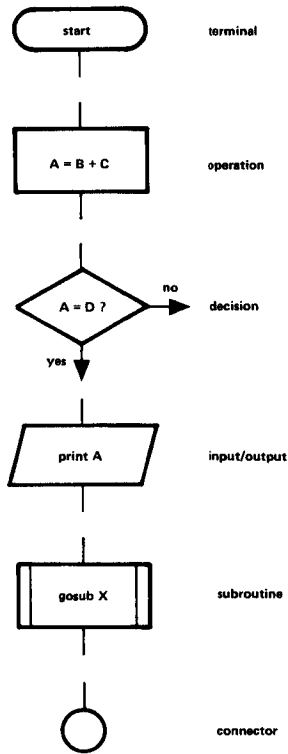 start terminal
A = B + C operation
no
A = D ? decision
yes
print A input/output
gosub X subroutine
connector